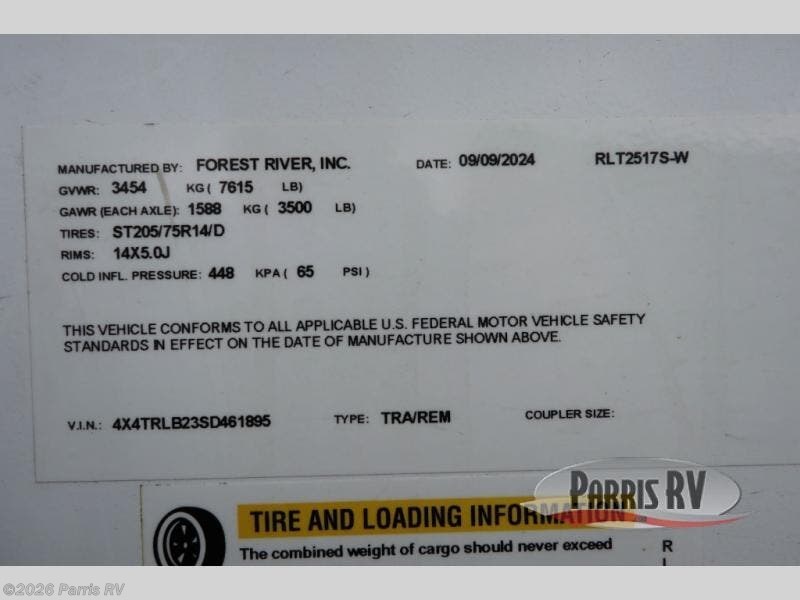 MANUFACTURED BY: FOREST RIVER, INC. DATE: 09/09/2024 RLT2517S-W
GVWR: 3454 KG ( 7615 LB)
GAWR (EACH AXLE): 1588 KG ( 3500 LB)
TIRES: ST205/75R14/D
RIMS: 14X5.0J
COLD INFL. PRESSURE: 448 KPA ( 65 PSI )
THIS VEHICLE CONFORMS TO ALL APPLICABLE U.S. FEDERAL MOTOR VEHICLE SAFETY
STANDARDS IN EFFECT ON THE DATE OF MANUFACTURE SHOWN ABOVE.
V.I.N.: 4X4TRLB23SD461895 TYPE: TRA/REM COUPLER SIZE:
PARRIS RV
TIRE AND LOADING INFORMATION
The combined weight of cargo should never exceed
R
©2026 Parris RV